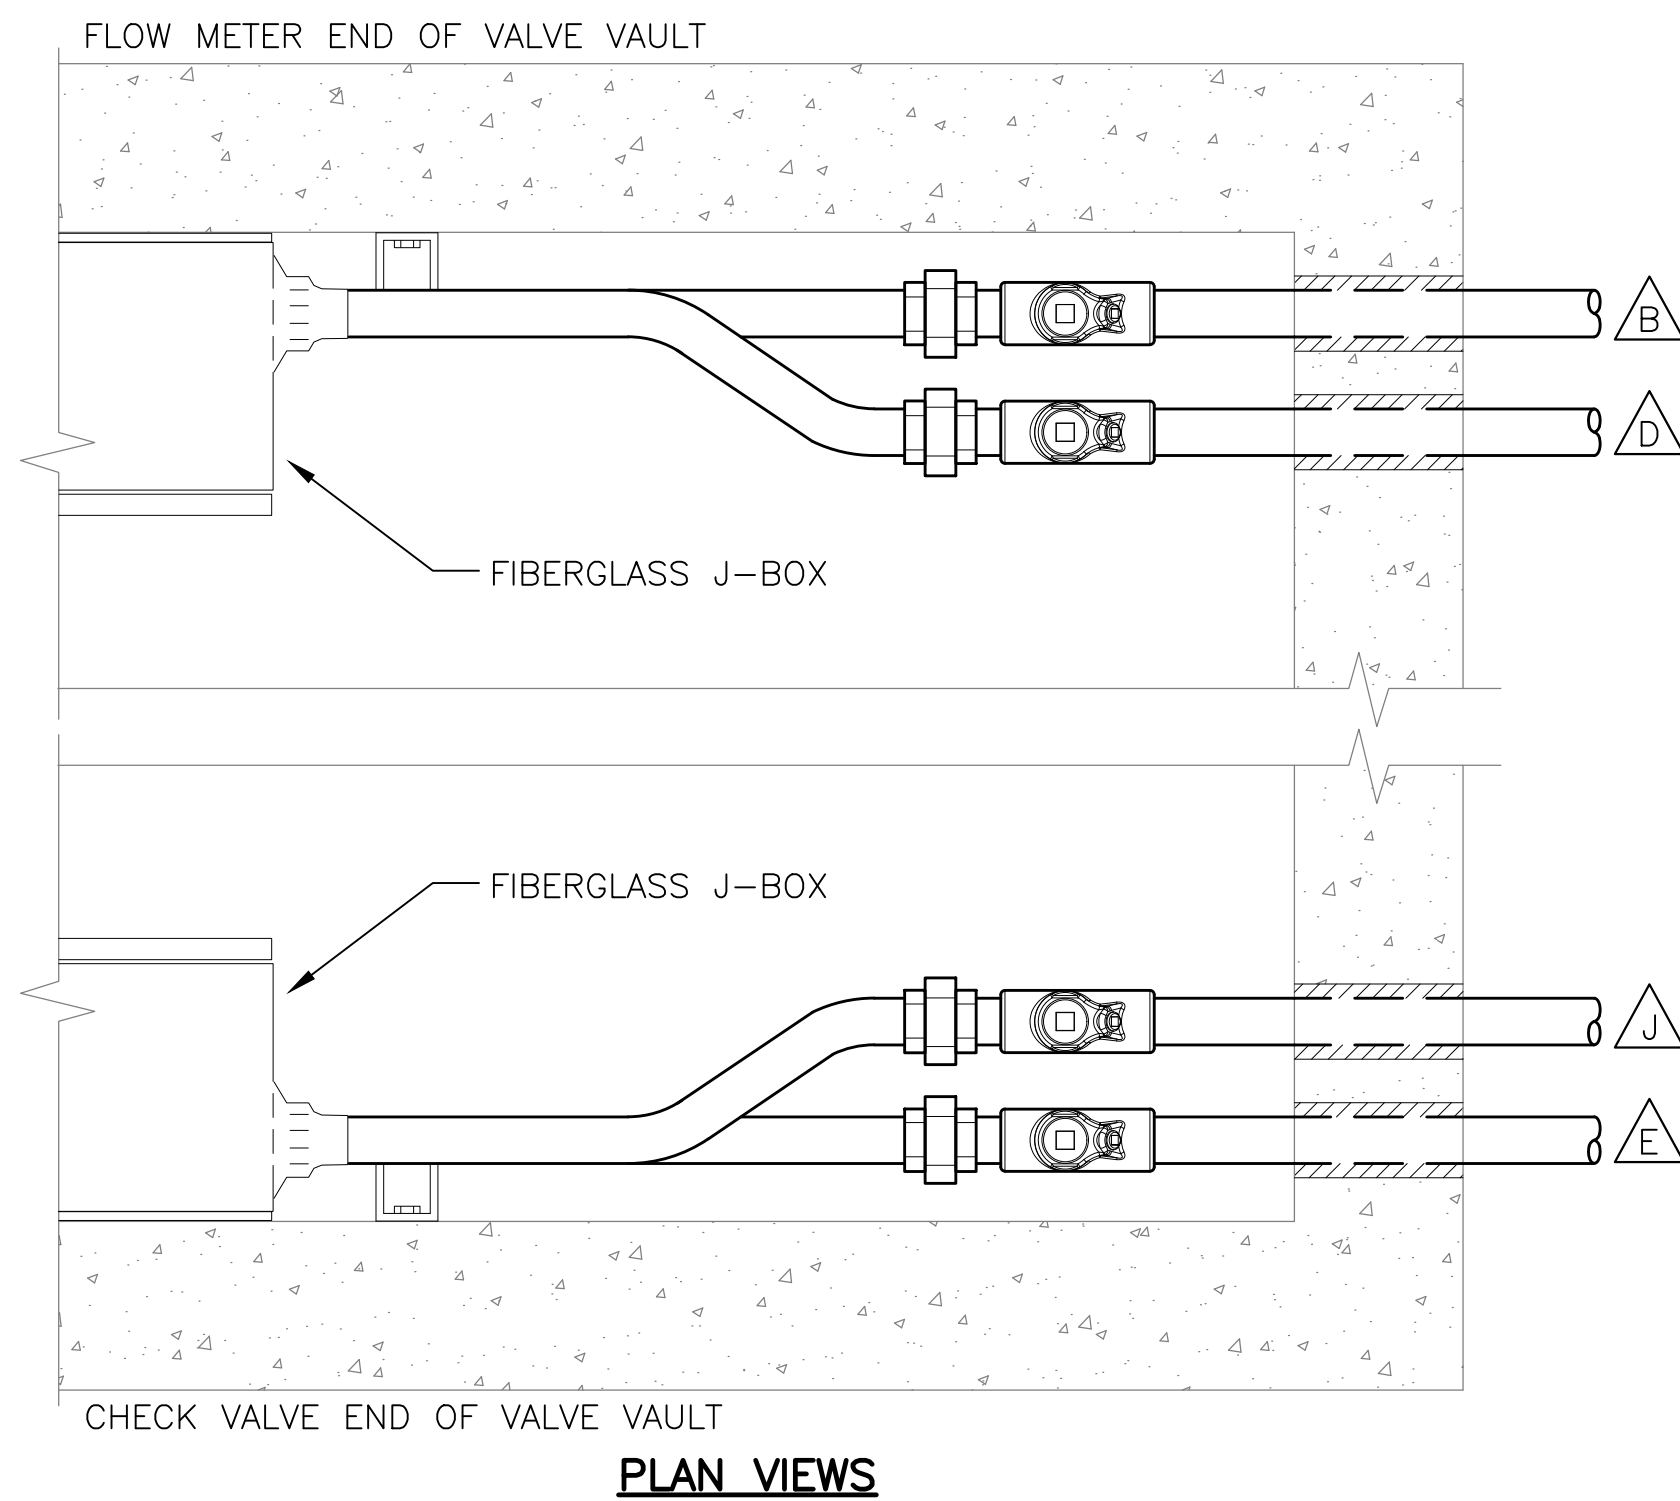 FLOW METER END OF VALVE VAULT
B
D
FIBERGLASS J-BOX
FIBERGLASS J-BOX
J
E
CHECK VALVE END OF VALVE VAULT
PLAN VIEWS